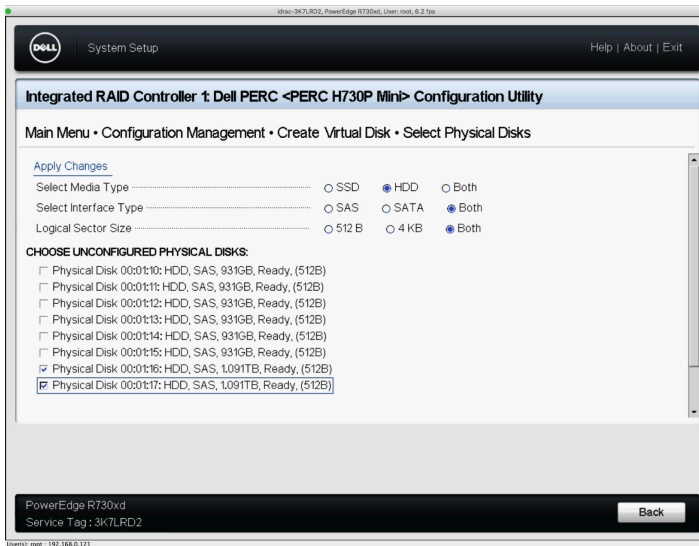 idrac-3K7LRD2, PowerEdge R730xd, User: root, 6.2 fps
DELL
System Setup
Help | About | Exit
Integrated RAID Controller 1: Dell PERC <PERC H730P Mini> Configuration Utility
Main Menu • Configuration Management • Create Virtual Disk • Select Physical Disks
Apply Changes
Select Media Type SSD HDD Both
Select Interface Type SAS SATA Both
Logical Sector Size 512 B 4 KB Both
CHOOSE UNCONFIGURED PHYSICAL DISKS:
Physical Disk 00:01:10: HDD, SAS, 931GB, Ready, (512B)
Physical Disk 00:01:11: HDD, SAS, 931GB, Ready, (512B)
Physical Disk 00:01:12: HDD, SAS, 931GB, Ready, (512B)
Physical Disk 00:01:13: HDD, SAS, 931GB, Ready, (512B)
Physical Disk 00:01:14: HDD, SAS, 931GB, Ready, (512B)
Physical Disk 00:01:15: HDD, SAS, 931GB, Ready, (512B)
Physical Disk 00:01:16: HDD, SAS, 1.091TB, Ready, (512B)
Physical Disk 00:01:17: HDD, SAS, 1.091TB, Ready, (512B)
PowerEdge R730xd
Service Tag : 3K7LRD2
Back
User(s): root : 192.168.0.121